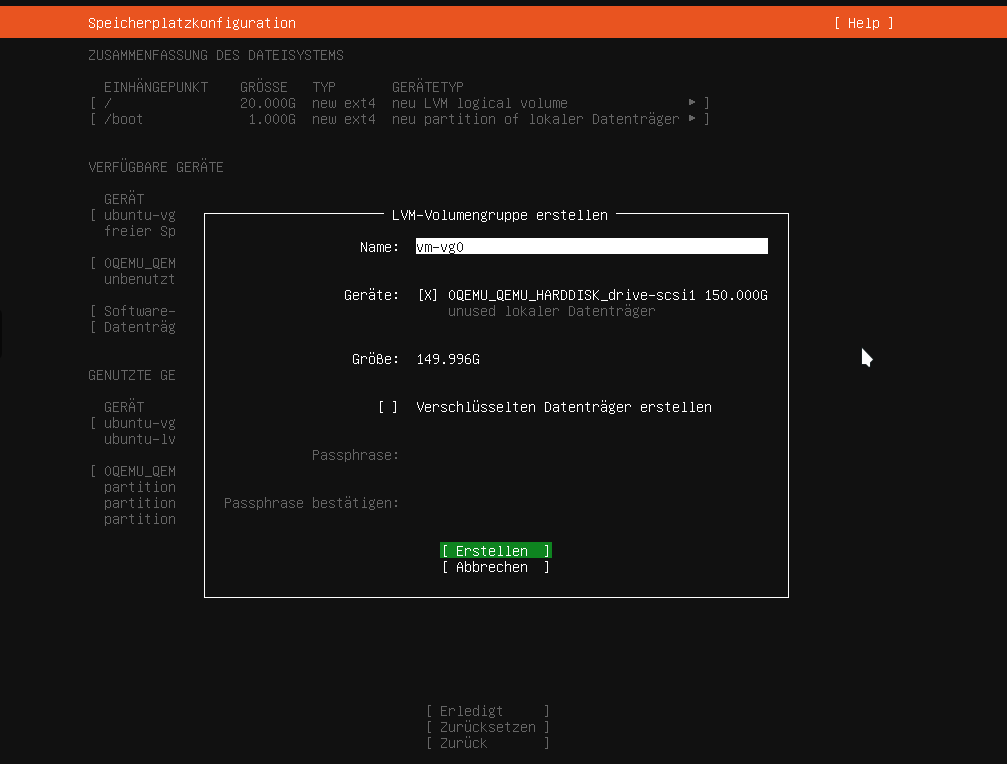 Speicherplatzkonfiguration [ Help ]
ZUSAMMENFASSUNG DES DATEISYSTEMS
EINHÄNGEPUNKT GRÖSSE TYP GERÄTETYP
[ / 20.000G new ext4 neu LVM logical volume ▸ ]
[ /boot 1.000G new ext4 neu partition of lokaler Datenträger ▸ ]
VERFÜGBARE GERÄTE
GERÄT
[ ubuntu-vg
freier Sp
[ 0QEMU_QEM
unbenutzt
[ Software-
[ Datenträg
GENUTZTE GE
GERÄT
[ ubuntu-vg
ubuntu-lv
[ 0QEMU_QEM
partition
partition
partition
LVM-Volumengruppe erstellen
Name: vm-vg0
Geräte: [X] 0QEMU_QEMU_HARDDISK_drive-scsi1 150.000G
unused lokaler Datenträger
Größe: 149.996G
[ ] Verschlüsselten Datenträger erstellen
Passphrase:
Passphrase bestätigen:
[ Erstellen ]
[ Abbrechen ]
[ Erledigt ]
[ Zurücksetzen ]
[ Zurück ]